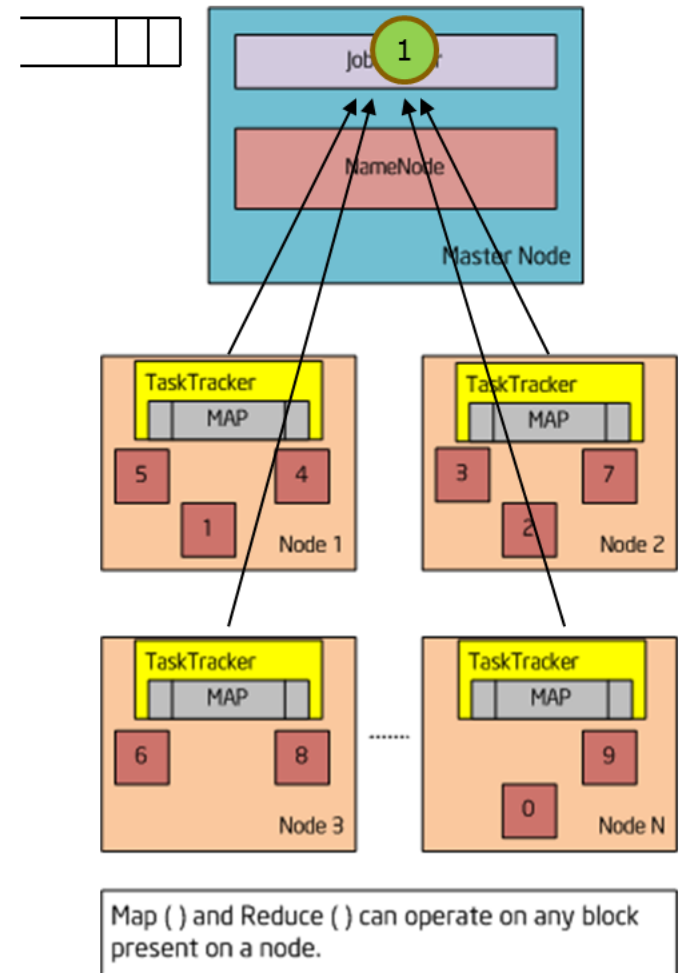 1
NameNode
Master Node
TaskTracker
MAP
5
4
1
Node 1
TaskTracker
MAP
3
7
2
Node 2
TaskTracker
MAP
6
8
Node 3
.......
TaskTracker
MAP
9
0
Node N
Map ( ) and Reduce ( ) can operate on any block
present on a node.